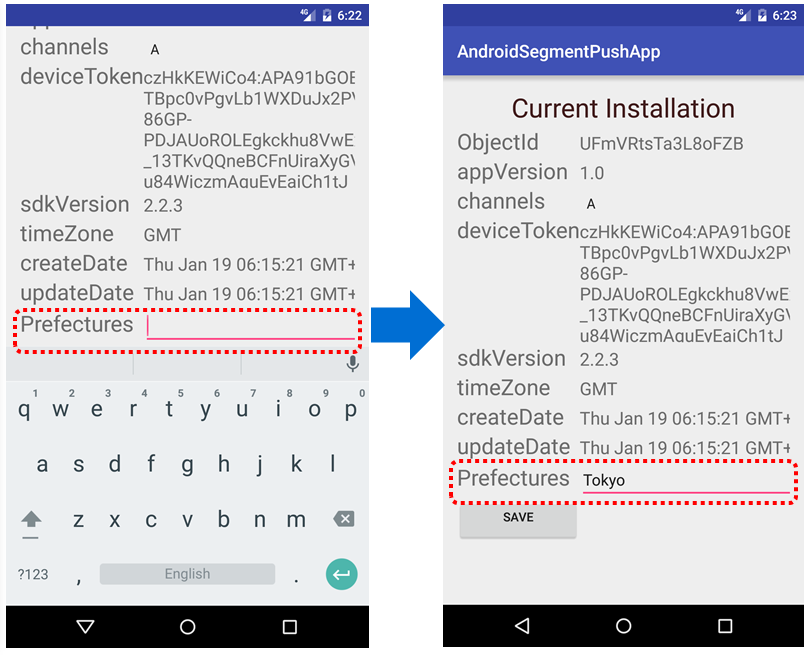 4G 6:22
channels A
deviceToken czHkKEWiCo4:APA91bGOE
TBpc0vPgvLb1WXDuJx2PV
86GP-
PDJAUoROLEgkckhu8VwE
_13TKvQQneBCFnUiraXyGV
u84WiczmAquEvEaiCh1tJ
sdkVersion 2.2.3
timeZone GMT
createDate Thu Jan 19 06:15:21 GMT+
updateDate Thu Jan 19 06:15:21 GMT+
Prefectures
1 2 3 4 5 6 7 8 9 0
q w e r t y u i o p
a s d f g h j k l
z x c v b n m
?123 , English .
4G 6:23
AndroidSegmentPushApp
Current Installation
ObjectId UFmVRtsTa3L8oFZB
appVersion 1.0
channels A
deviceToken czHkKEWiCo4:APA91bGOE
TBpc0vPgvLb1WXDuJx2PV
86GP-
PDJAUoROLEgkckhu8VwE
_13TKvQQneBCFnUiraXyGV
u84WiczmAquEvEaiCh1tJ
sdkVersion 2.2.3
timeZone GMT
createDate Thu Jan 19 06:15:21 GMT+
updateDate Thu Jan 19 06:15:21 GMT+
Prefectures Tokyo
SAVE